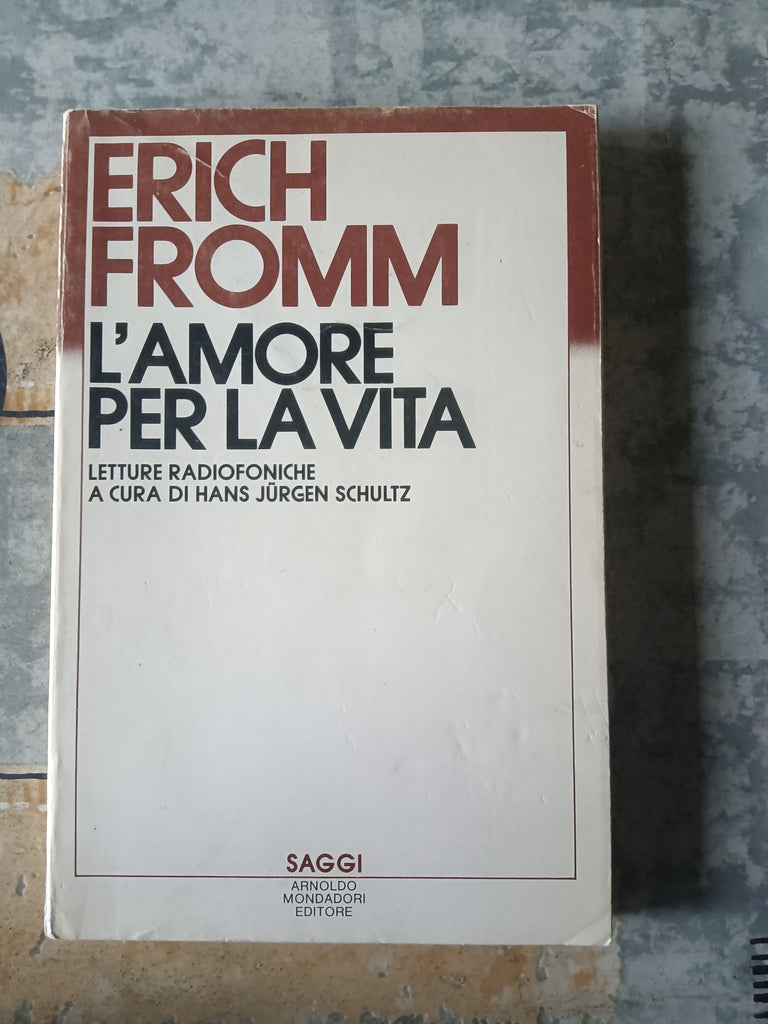 ERICH
FROMM
L'AMORE
PER LA VITA
LETTURE RADIOFONICHE
A CURA DI HANS JÜRGEN SCHULTZ
SAGGI
ARNOLDO
MONDADORI
EDITORE